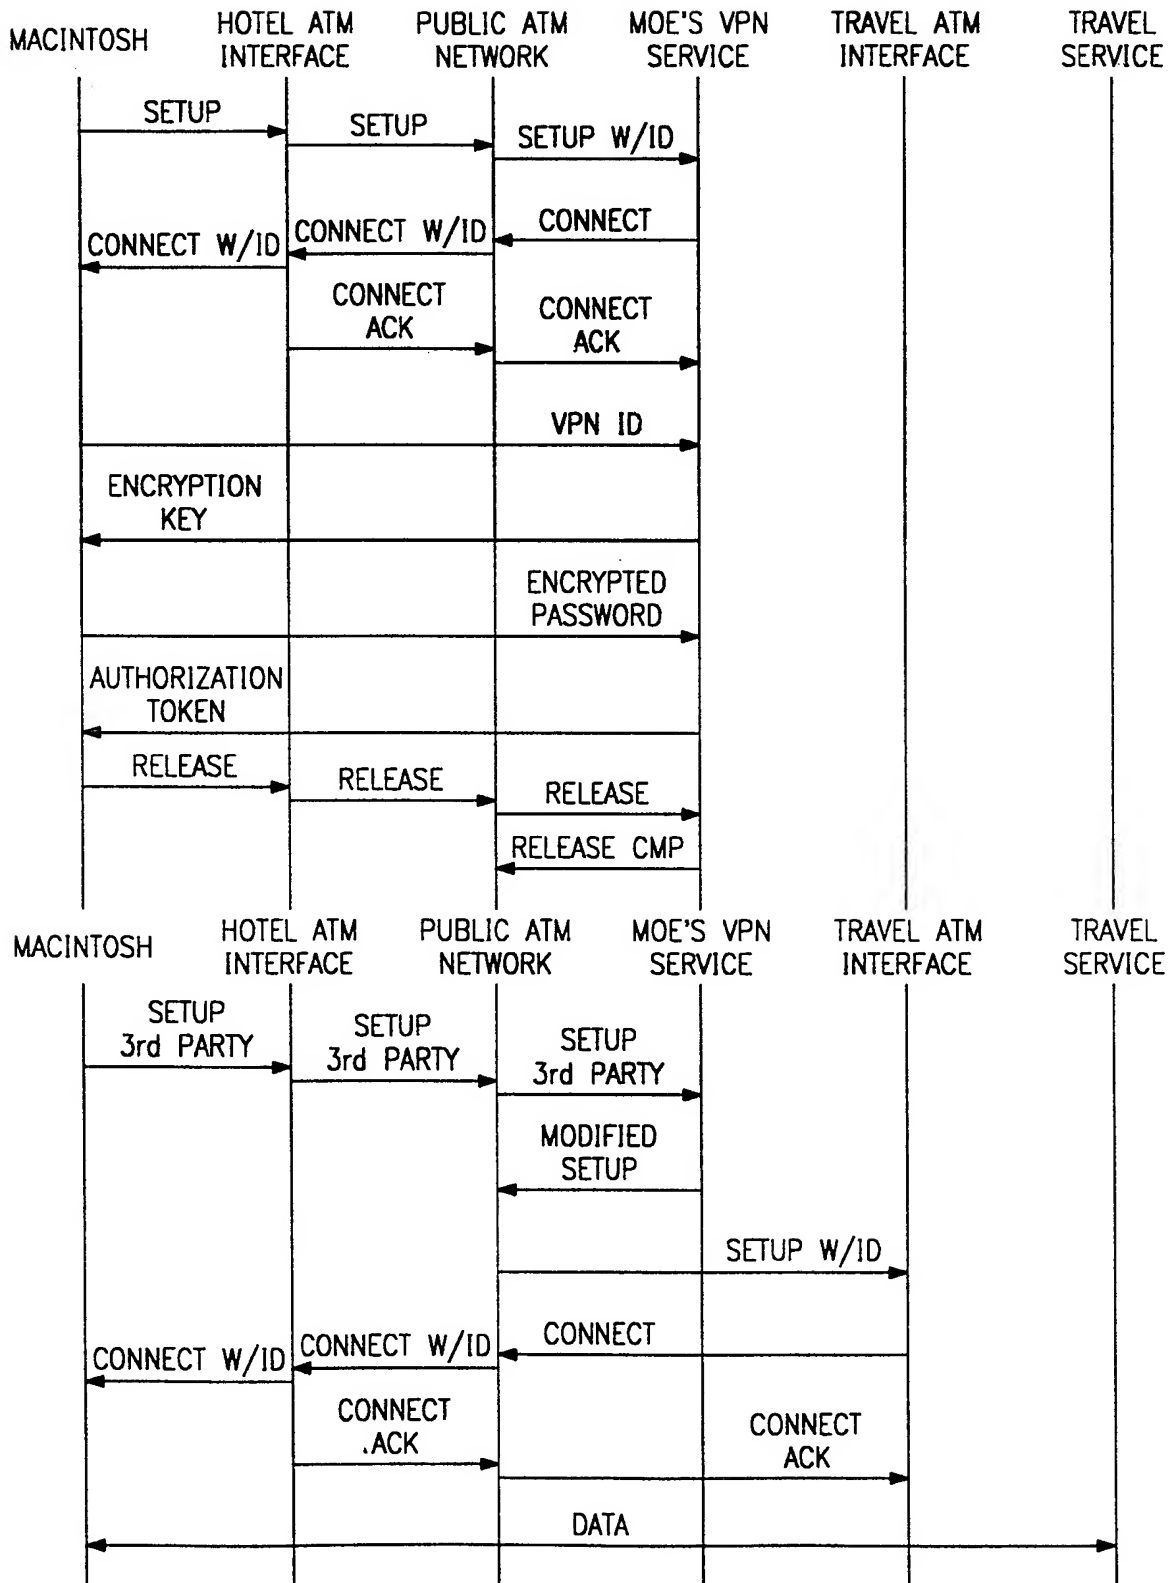 MACINTOSH
HOTEL ATM
INTERFACE
PUBLIC ATM
NETWORK
MOE'S VPN
SERVICE
TRAVEL ATM
INTERFACE
TRAVEL
SERVICE
SETUP
SETUP
SETUP W/ID
CONNECT
CONNECT W/ID
CONNECT W/ID
CONNECT
ACK
CONNECT
ACK
VPN ID
ENCRYPTION
KEY
ENCRYPTED
PASSWORD
AUTHORIZATION
TOKEN
RELEASE
RELEASE
RELEASE
RELEASE CMP
MACINTOSH
HOTEL ATM
INTERFACE
PUBLIC ATM
NETWORK
MOE'S VPN
SERVICE
TRAVEL ATM
INTERFACE
TRAVEL
SERVICE
SETUP
3rd PARTY
SETUP
3rd PARTY
SETUP
3rd PARTY
MODIFIED
SETUP
SETUP W/ID
CONNECT
CONNECT W/ID
CONNECT W/ID
CONNECT
ACK
CONNECT
ACK
DATA